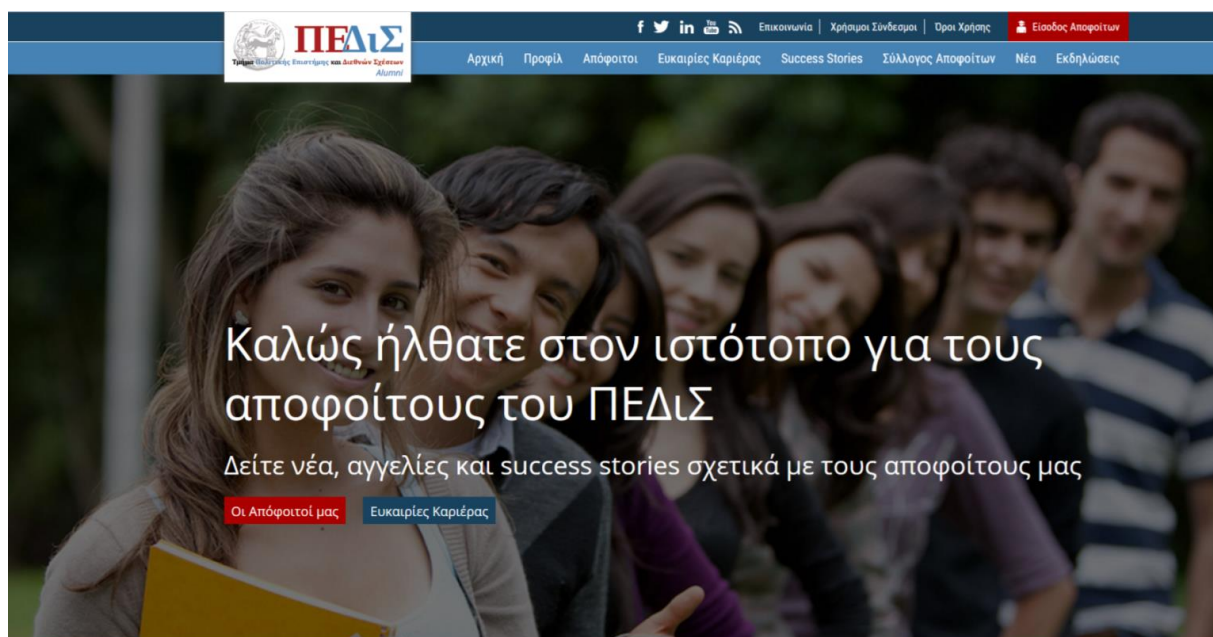 ΠΕΔιΣ
Τμήμα Πολιτικής Επιστήμης και Διεθνών Σχέσεων
Alumni
f You Tube Επικοινωνία | Χρήσιμοι Σύνδεσμοι | Όροι Χρήσης Είσοδος Αποφοίτων
Αρχική Προφίλ Απόφοιτοι Ευκαιρίες Καριέρας Success Stories Σύλλογος Αποφοίτων Νέα Εκδηλώσεις
Καλώς ήλθατε στον ιστότοπο για τους
αποφοίτους του ΠΕΔιΣ
Δείτε νέα, αγγελίες και success stories σχετικά με τους αποφοίτους μας
Οι Απόφοιτοί μας Ευκαιρίες Καριέρας